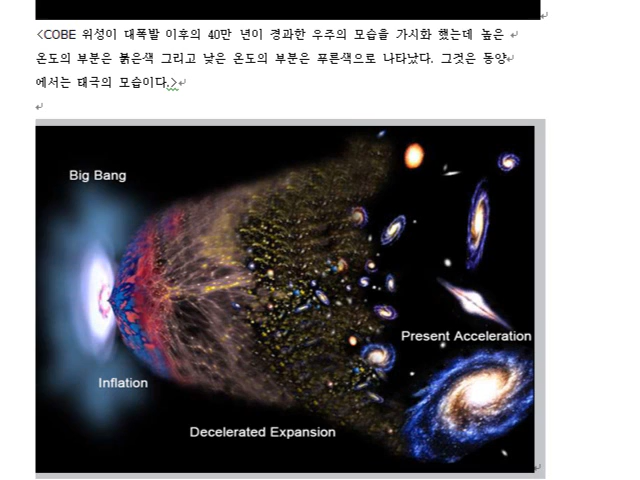 <COBE 위성이 대폭발 이후의 40만 년이 경과한 우주의 모습을 가시화 했는데 높은
온도의 부분은 붉은색 그리고 낮은 온도의 부분은 푸른색으로 나타났다. 그것은 동양
에서는 태극의 모습이다.>
Big Bang
Present Acceleration
Inflation
Decelerated Expansion